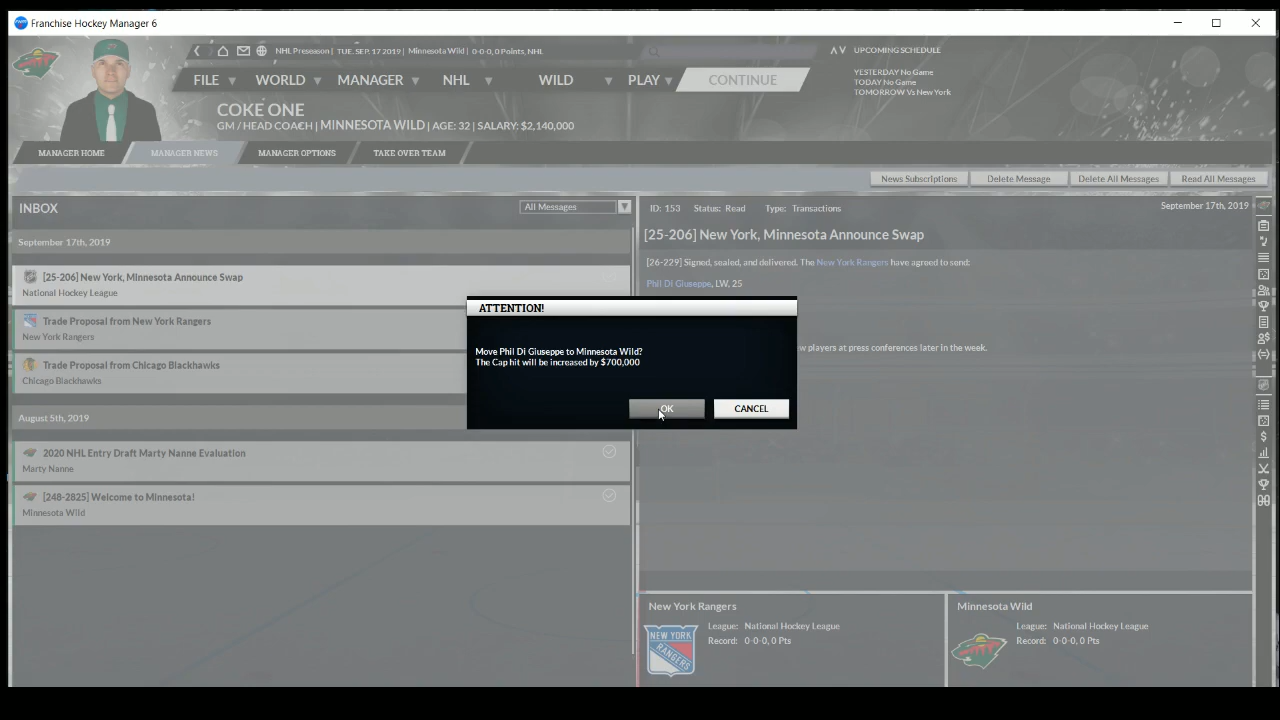 Franchise Hockey Manager 6
NHL Preseason | TUE. SEP. 17 2019 | Minnesota Wild | 0-0-0, 0 Points, NHL
UPCOMING SCHEDULE
FILE WORLD MANAGER NHL WILD PLAY CONTINUE
YESTERDAY No Game
TODAY No Game
TOMORROW Vs New York
COKE ONE
GM / HEAD COACH | MINNESOTA WILD | AGE: 32 | SALARY: $2,140,000
MANAGER HOME MANAGER NEWS MANAGER OPTIONS TAKE OVER TEAM
News Subscriptions Delete Message Delete All Messages Read All Messages
INBOX
All Messages
September 17th, 2019
[25-206] New York, Minnesota Announce Swap
National Hockey League
Trade Proposal from New York Rangers
New York Rangers
Trade Proposal from Chicago Blackhawks
Chicago Blackhawks
August 5th, 2019
2020 NHL Entry Draft Marty Nanne Evaluation
Marty Nanne
[248-2825] Welcome to Minnesota!
Minnesota Wild
ID: 153 Status: Read Type: Transactions
September 17th, 2019
[25-206] New York, Minnesota Announce Swap
[26-229] Signed, sealed, and delivered. The New York Rangers have agreed to send:
Phil Di Giuseppe, LW, 25
w players at press conferences later in the week.
ATTENTION!
Move Phil Di Giuseppe to Minnesota Wild?
The Cap hit will be increased by $700,000
OK CANCEL
New York Rangers
League: National Hockey League
Record: 0-0-0, 0 Pts
NEW YORK
RANGERS
Minnesota Wild
League: National Hockey League
Record: 0-0-0, 0 Pts